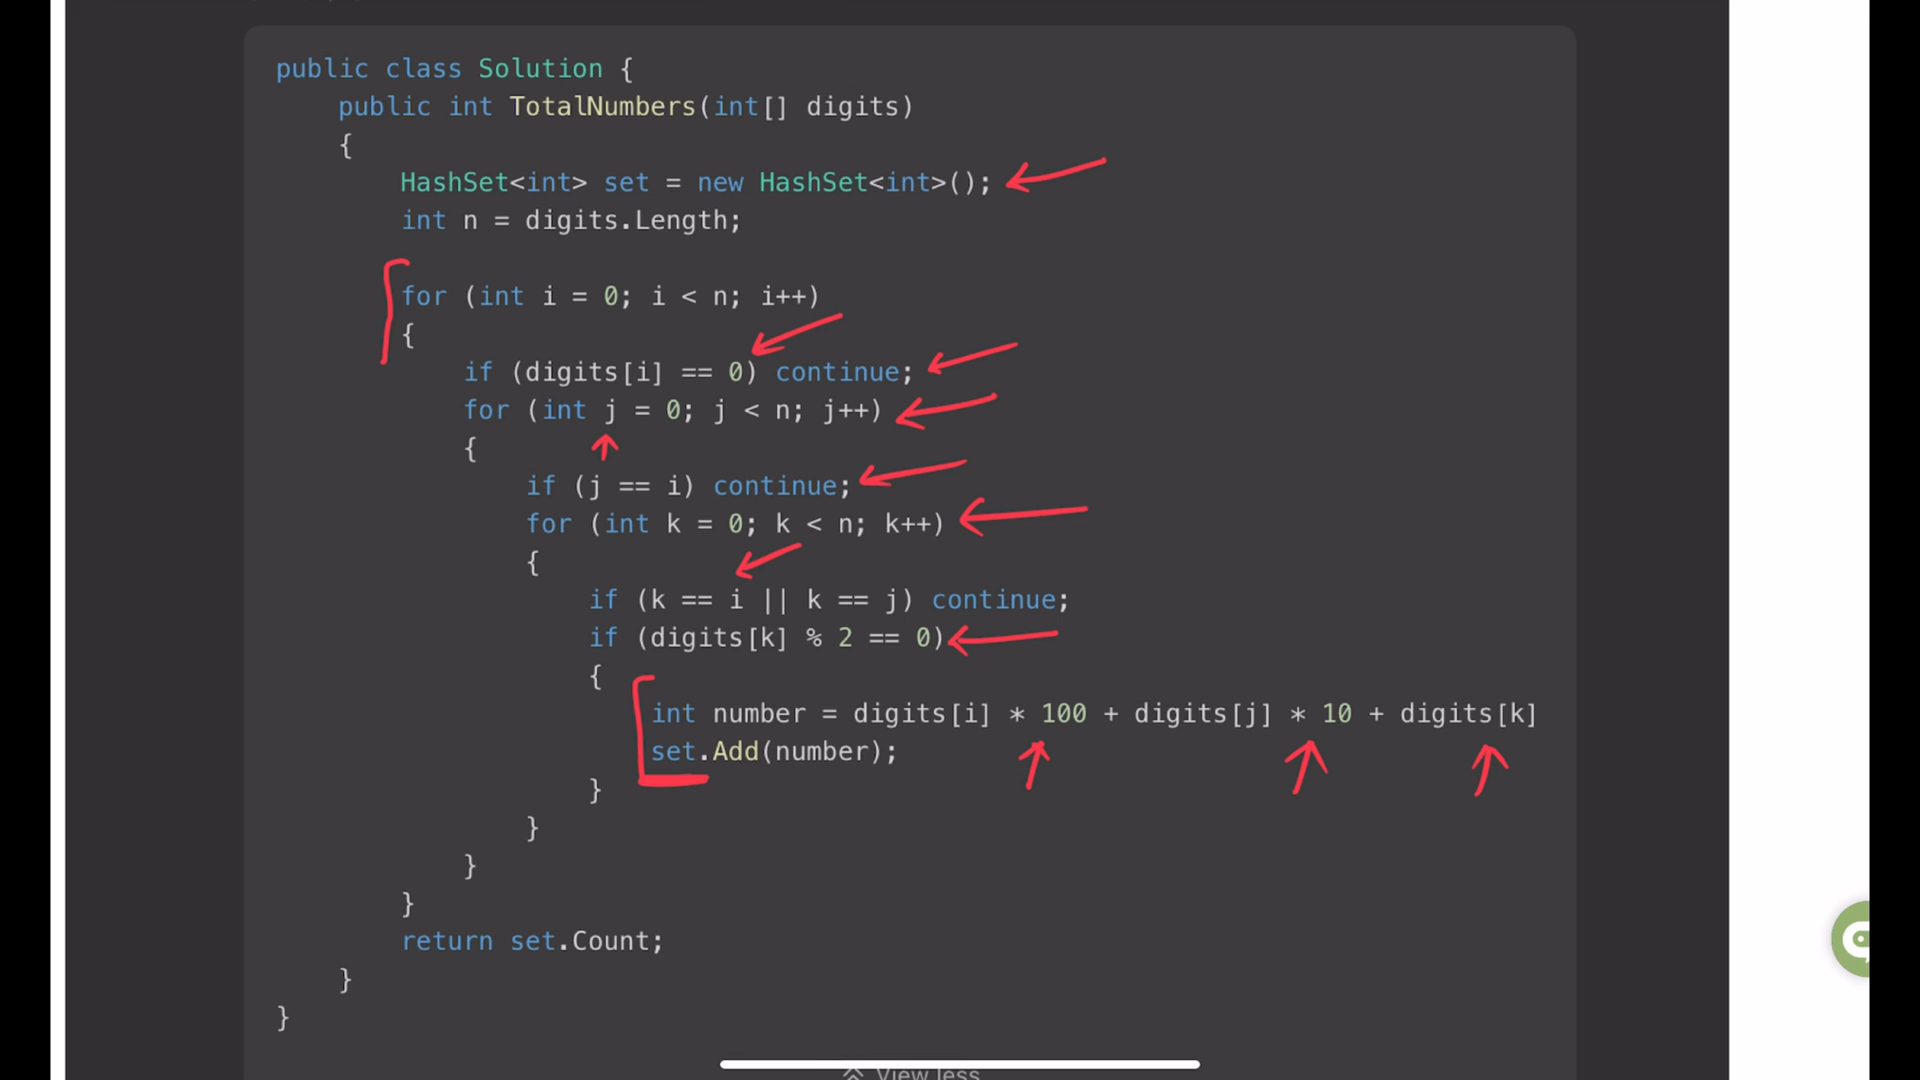 public class Solution {
public int TotalNumbers(int[] digits)
{
HashSet<int> set = new HashSet<int>();
int n = digits.Length;
for (int i = 0; i < n; i++)
{
if (digits[i] == 0) continue;
for (int j = 0; j < n; j++)
{
if (j == i) continue;
for (int k = 0; k < n; k++)
{
if (k == i || k == j) continue;
if (digits[k] % 2 == 0)
{
int number = digits[i] * 100 + digits[j] * 10 + digits[k]
set.Add(number);
}
}
}
}
return set.Count;
}
}
View less